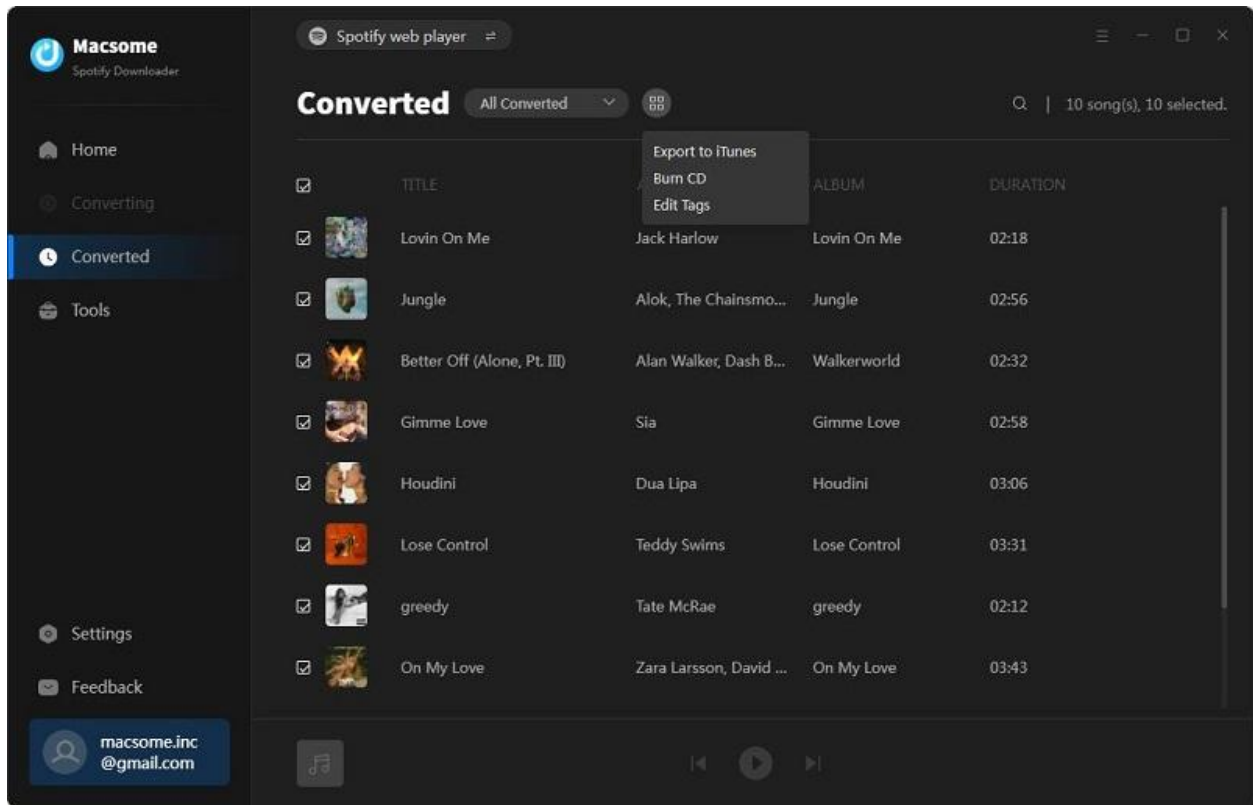 Macsome
Spotify Downloader
Spotify web player
Converted
All Converted
10 song(s), 10 selected.
Home
Converting
Converted
Tools
Export to iTunes
Burn CD
Edit Tags
TITLE
ALBUM
DURATION
Lovin On Me Jack Harlow Lovin On Me 02:18
Jungle Alok, The Chainsmo... Jungle 02:56
Better Off (Alone, Pt. III) Alan Walker, Dash B... Walkerworld 02:32
Gimme Love Sia Gimme Love 02:58
Houdini Dua Lipa Houdini 03:06
Lose Control Teddy Swims Lose Control 03:31
greedy Tate McRae greedy 02:12
On My Love Zara Larsson, David ... On My Love 03:43
Settings
Feedback
macsome.inc
@gmail.com